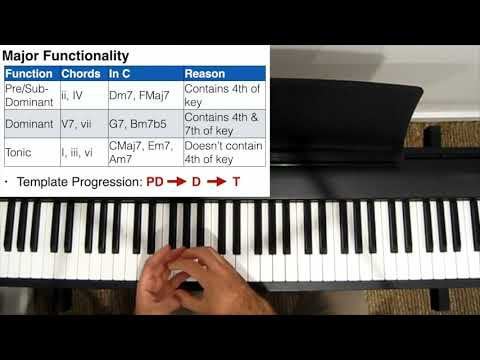 Major Functionality
Function Chords In C Reason
Pre/Sub- ii, IV Dm7, FMaj7 Contains 4th of
Dominant key
Dominant V7, vii G7, Bm7b5 Contains 4th &
7th of key
Tonic I, iii, vi CMaj7, Em7, Doesn't contain
Am7 4th of key
· Template Progression: PD → D → T